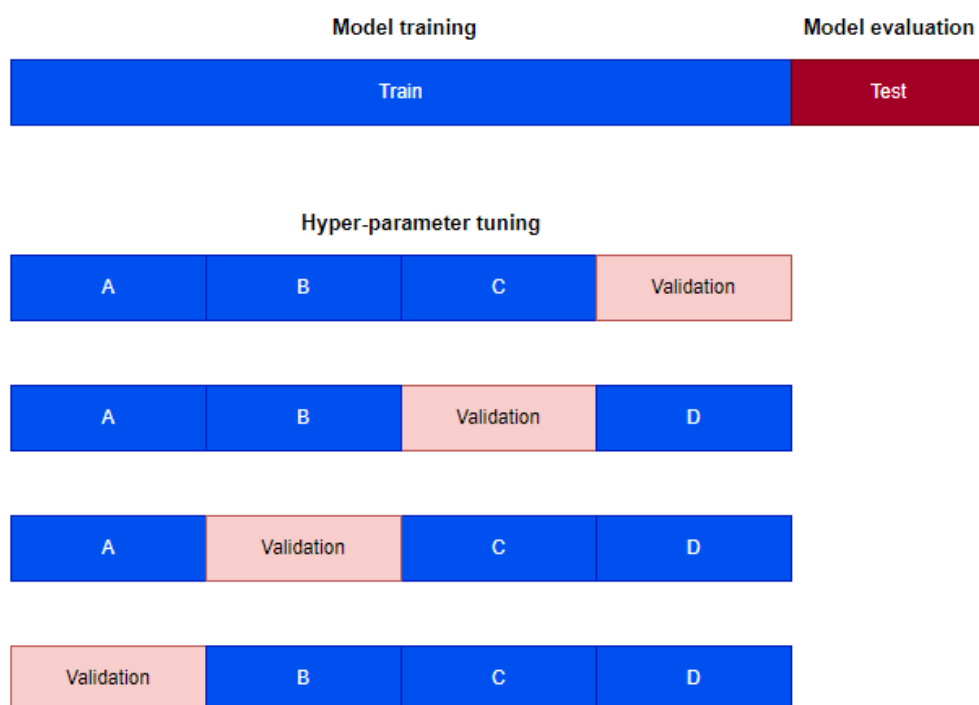 Model training Model evaluation
Train Test
Hyper-parameter tuning
A B C Validation
A B Validation D
A Validation C D
Validation B C D